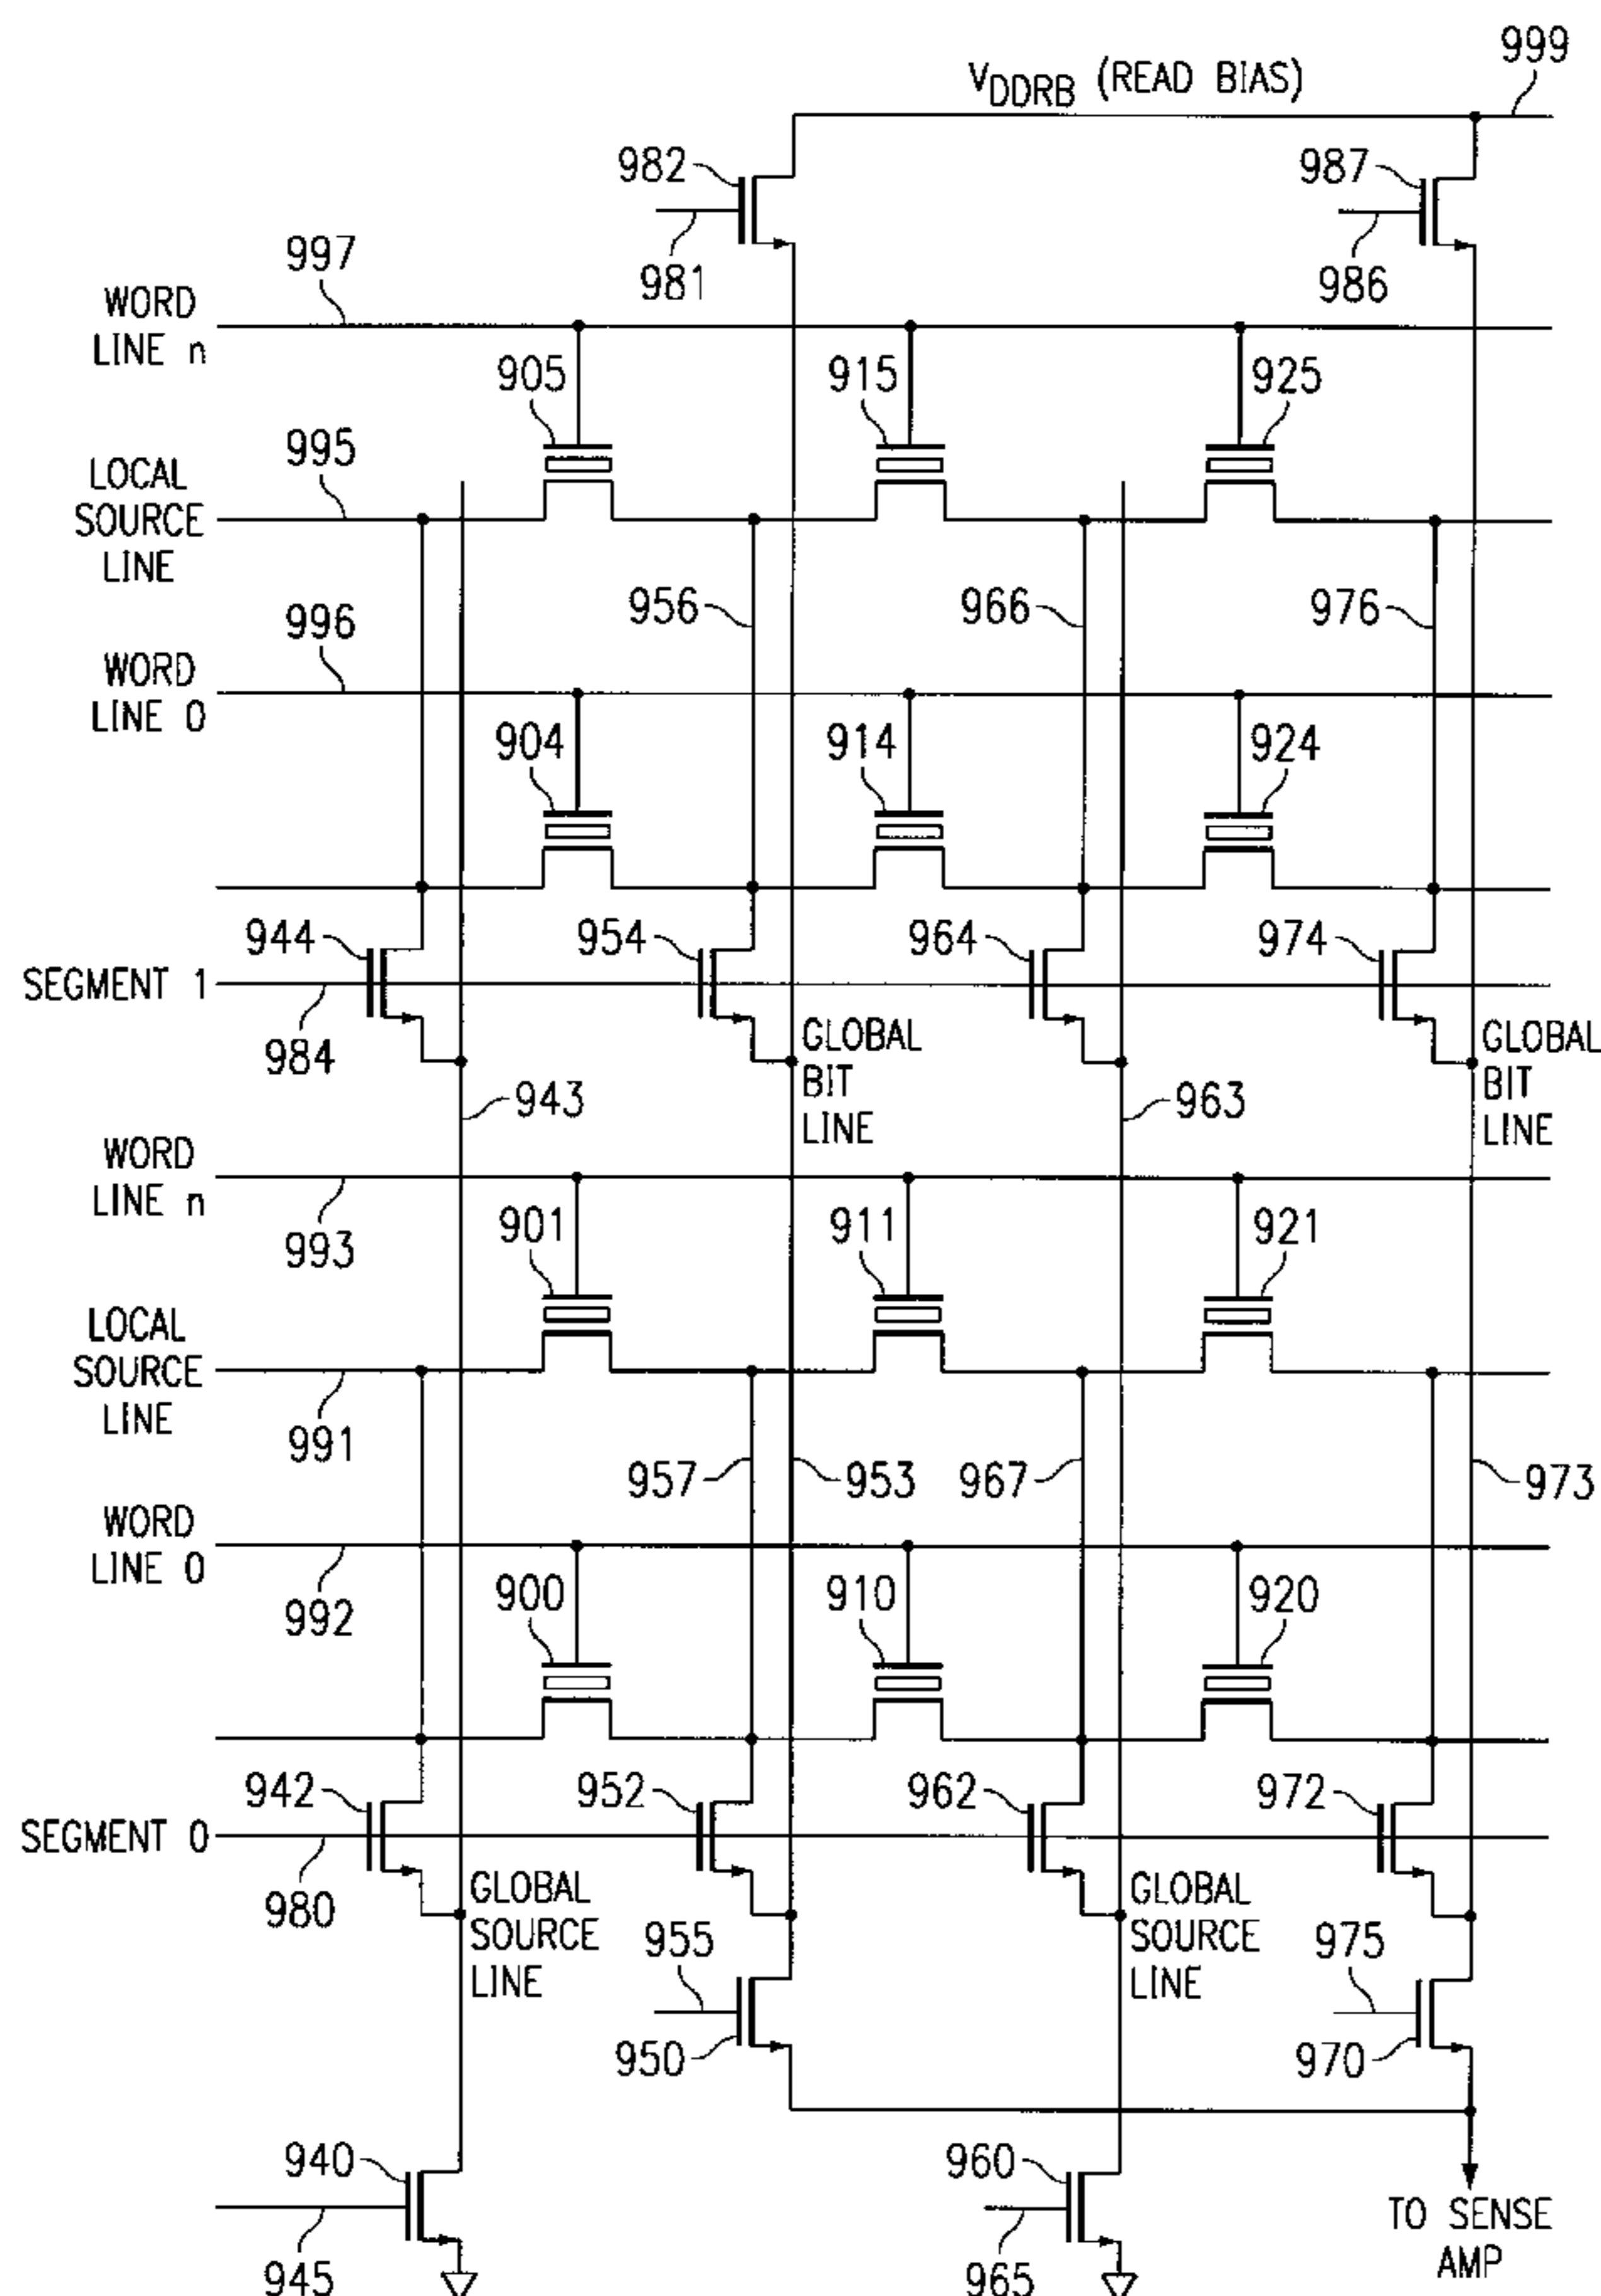 999
VDDRB (READ BIAS)
982
987
981
986
997
WORD
LINE n
905
915
925
995
LOCAL
SOURCE
LINE
956
966
976
996
WORD
LINE 0
904
914
924
944
954
964
974
SEGMENT 1
984
GLOBAL
BIT
LINE
GLOBAL
BIT
LINE
943
963
WORD
LINE n
993
901
911
921
LOCAL
SOURCE
LINE
991
957
953
967
973
WORD
LINE 0
992
900
910
920
942
952
962
972
SEGMENT 0
980
GLOBAL
SOURCE
LINE
GLOBAL
SOURCE
LINE
955
975
950
970
940
960
945
965
TO SENSE
AMP